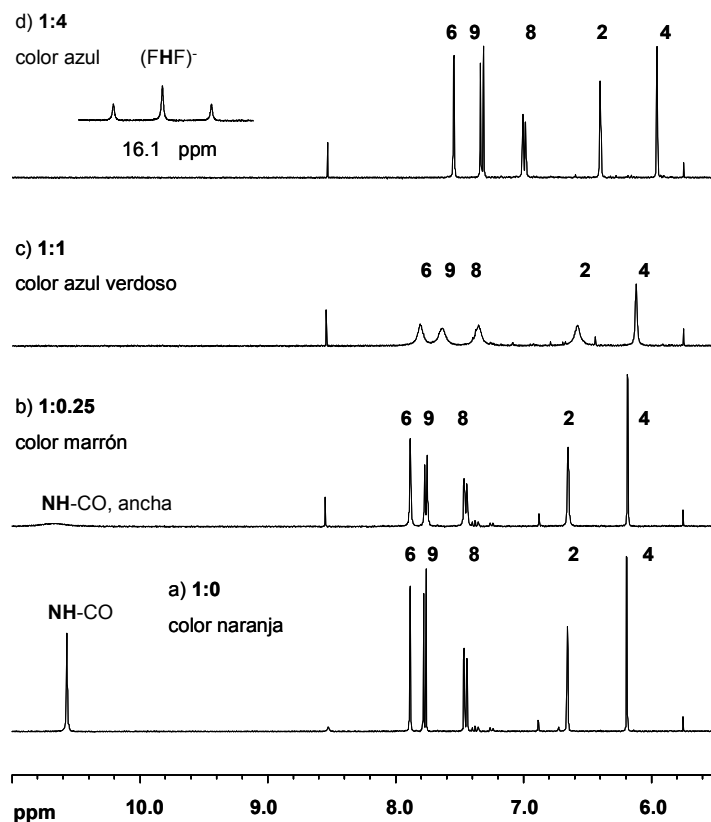 d) 1:4
6 9 8 2 4
color azul (FHF)-
16.1 ppm
c) 1:1
color azul verdoso
6 9 8 2 4
b) 1:0.25
color marrón
6 9 8 2 4
NH-CO, ancha
6 9 8 2 4
a) 1:0
NH-CO
color naranja
ppm 10.0 9.0 8.0 7.0 6.0